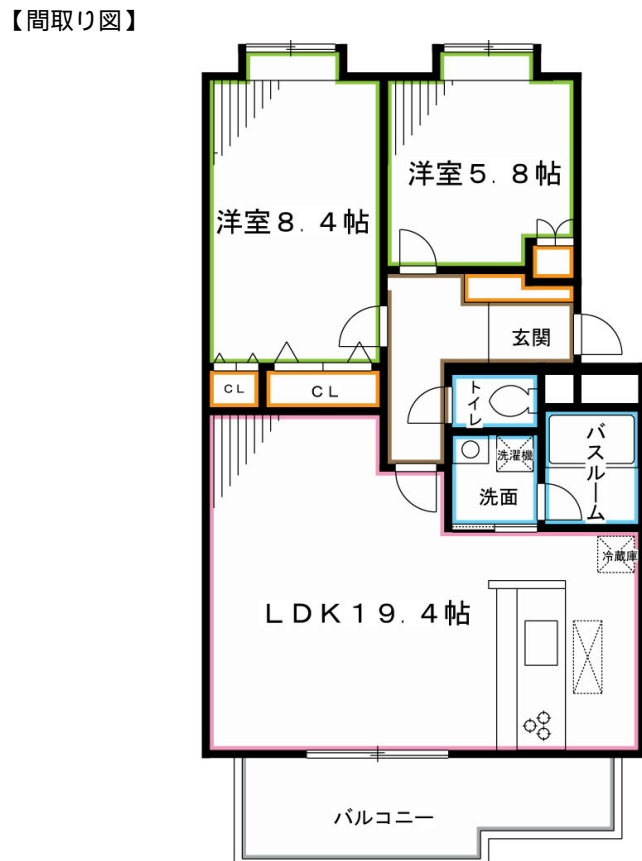 【間取り図】
洋室5.8帖
洋室8.4帖
玄関
CL
CL
トイレ
バスルーム
洗濯機
洗面
冷蔵庫
LDK19.4帖
バルコニー